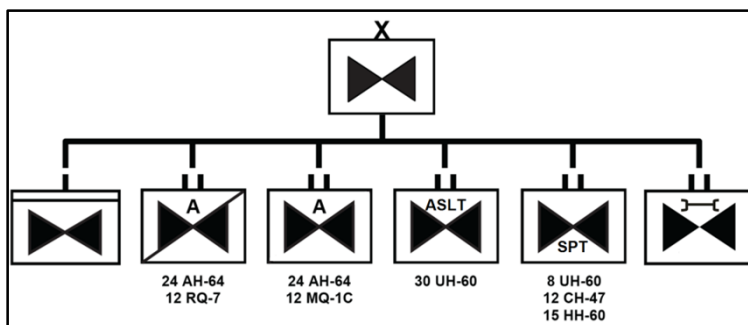 X
A
A
ASLT
SPT
24 AH-64
12 RQ-7
24 AH-64
12 MQ-1C
30 UH-60
8 UH-60
12 CH-47
15 HH-60